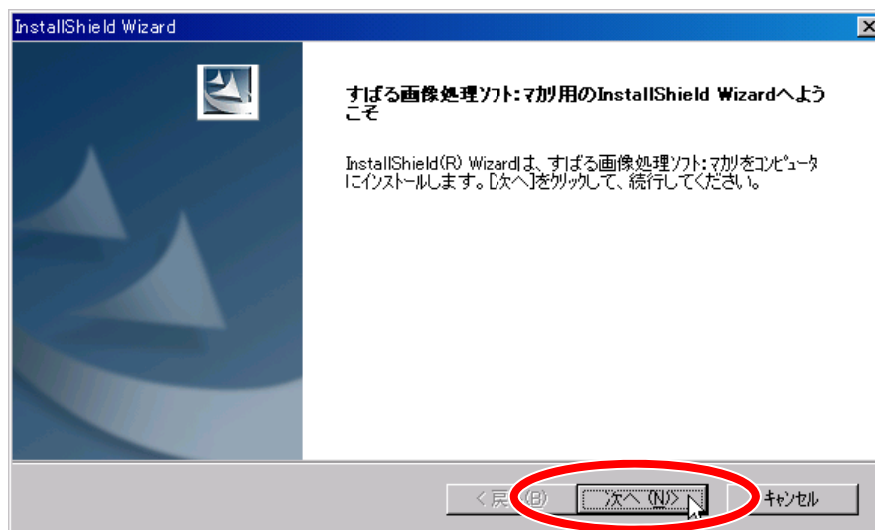 InstallShield Wizard
すばる画像処理ソフト:マカリ用のInstallShield Wizardへよう
こそ
InstallShield(R) Wizardは、すばる画像処理ソフト:マカリをコンピュータ
にインストールします。[次へ]をクリックして、続行してください。
< 戻る(B)
次へ (N)>
キャンセル